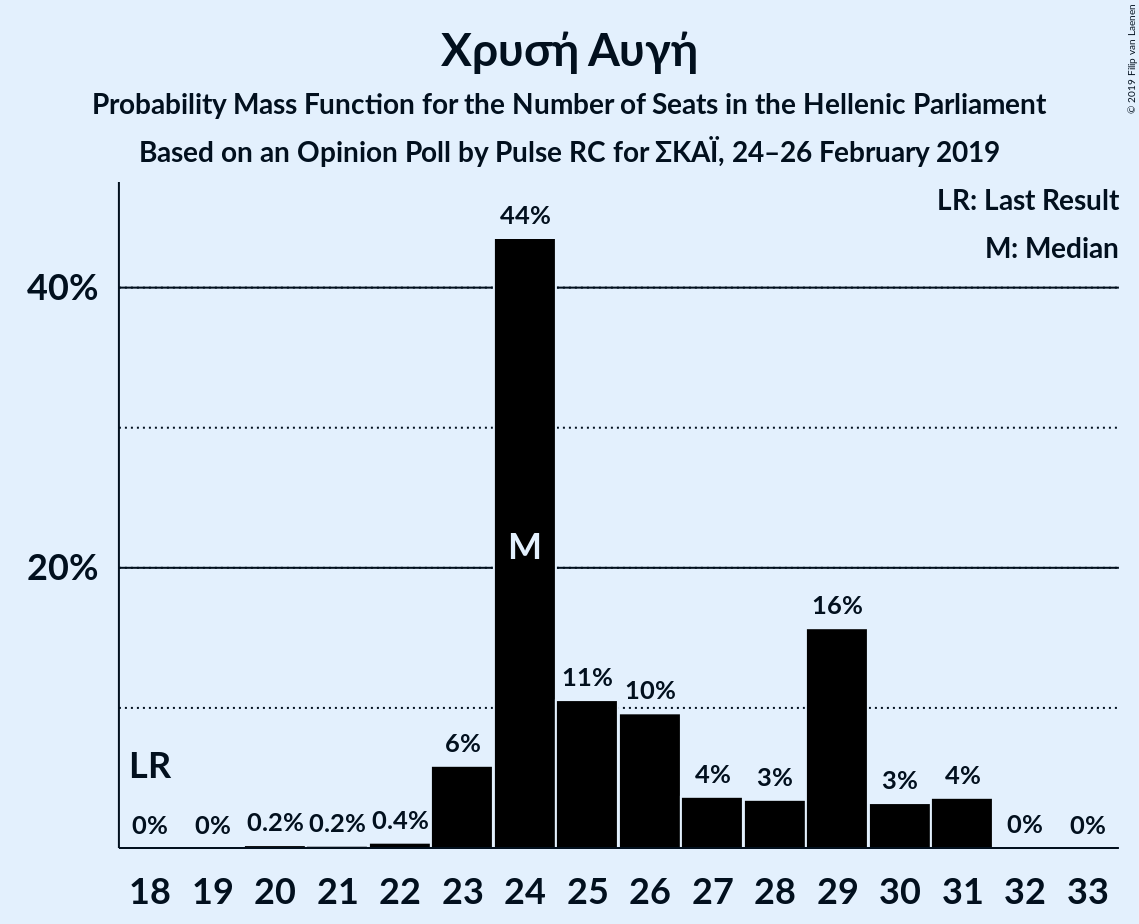 Χρυσή Αυγή
Probability Mass Function for the Number of Seats in the Hellenic Parliament
Based on an Opinion Poll by Pulse RC for ΣΚΑΪ, 24–26 February 2019
© 2019 Filip van Laenen
LR: Last Result
M: Median
44%
40%
M
20%
16%
11%
10%
6%
LR
4%
3%
3%
4%
0%
0%
0.2%
0.2%
0.4%
0%
0%
18 19 20 21 22 23 24 25 26 27 28 29 30 31 32 33